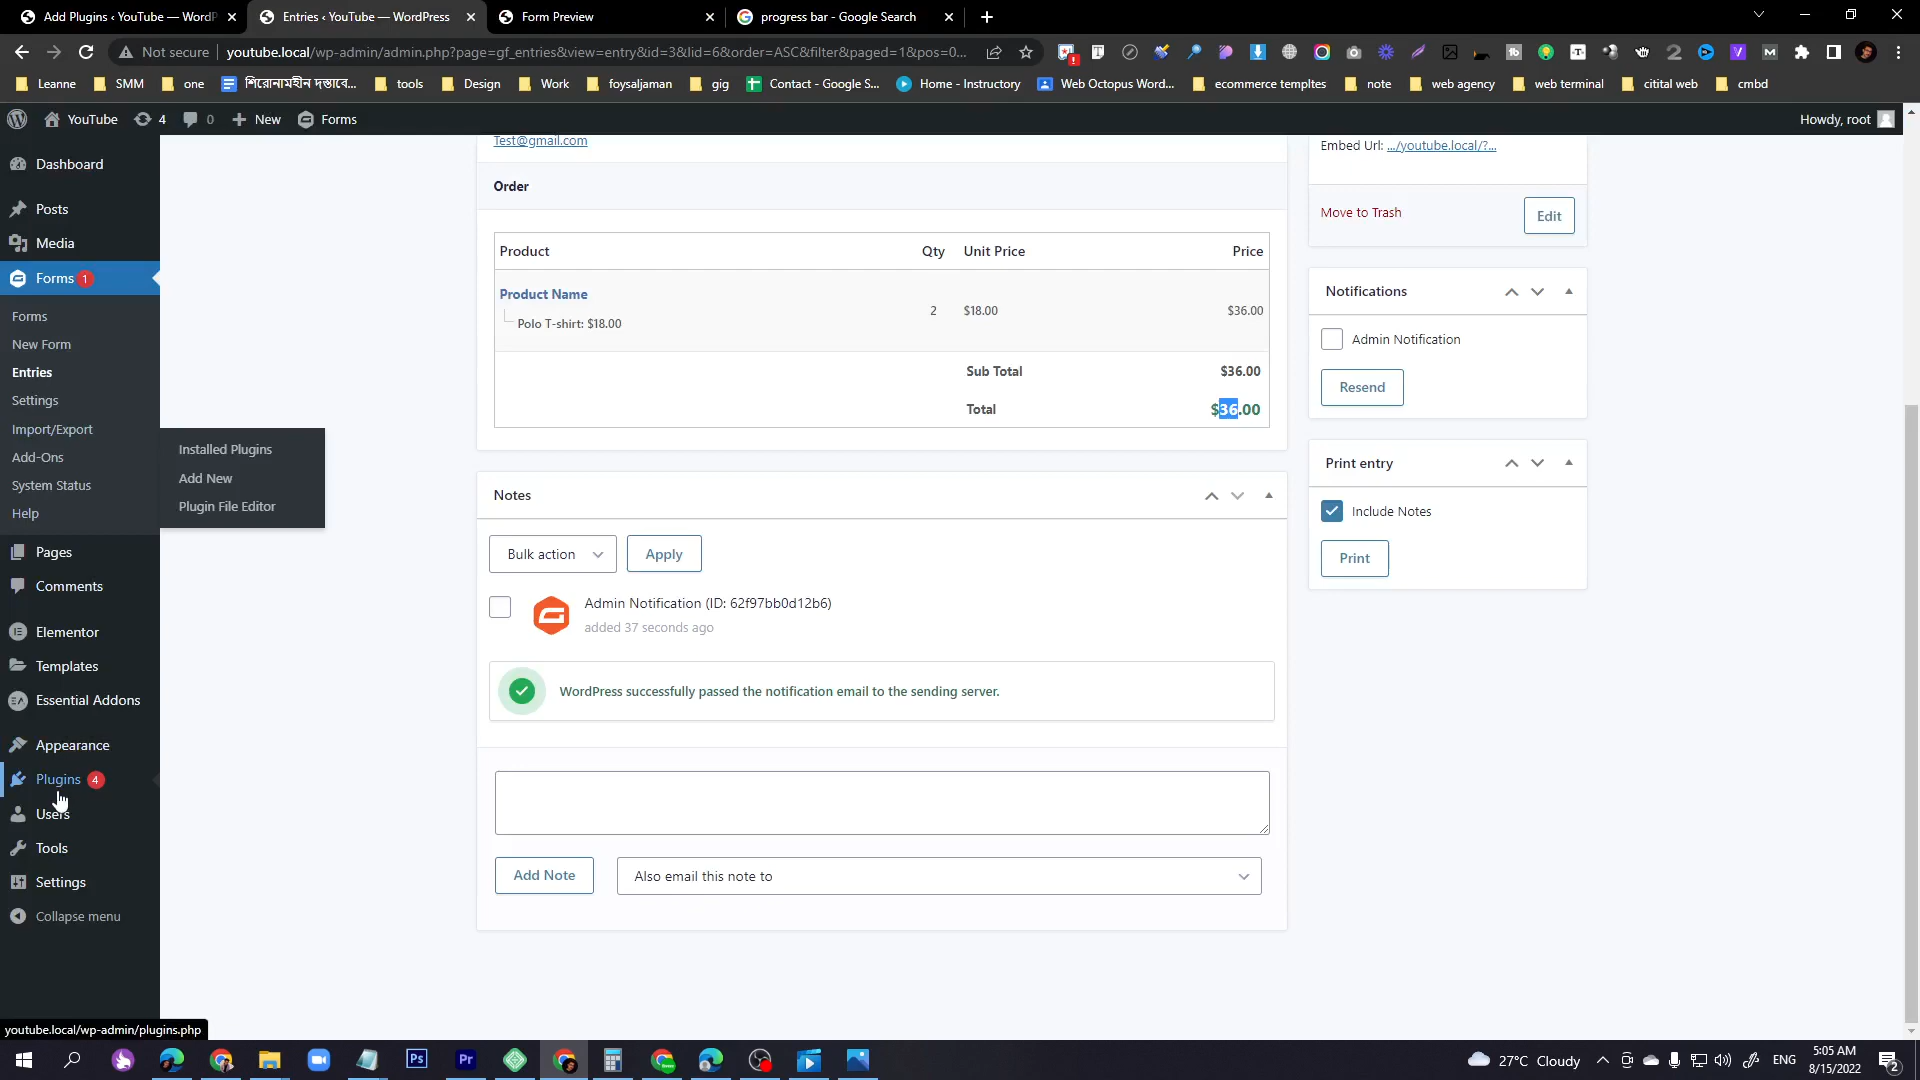 Add Plugins ‹ YouTube — WordP
Entries ‹ YouTube — WordPress
Form Preview
progress bar - Google Search
Not secure
youtube.local/wp-admin/admin.php?page=gf_entries&view=entry&id=3&lid=6&order=ASC&filter&paged=1&pos=0...
Leanne
SMM
one
শিরোনামহীন দস্তাবে...
tools
Design
Work
foysaljaman
gig
Contact - Google S...
Home - Instructory
Web Octopus Word...
ecommerce templtes
note
web agency
web terminal
citital web
cmbd
YouTube
4
0
New
Forms
Howdy, root
Dashboard
Posts
Media
Forms 1
Forms
New Form
Entries
Settings
Import/Export
Add-Ons
System Status
Help
Installed Plugins
Add New
Plugin File Editor
Pages
Comments
Elementor
Templates
Essential Addons
Appearance
Plugins 4
Users
Tools
Settings
Collapse menu
Test@gmail.com
Order
Product Qty Unit Price Price
Product Name
Polo T-shirt: $18.00
2 $18.00 $36.00
Sub Total $36.00
Total $36.00
Notes
Bulk action
Apply
Admin Notification (ID: 62f97bb0d12b6)
added 37 seconds ago
WordPress successfully passed the notification email to the sending server.
Add Note
Also email this note to
Embed Url: .../youtube.local/?...
Move to Trash
Edit
Notifications
Admin Notification
Resend
Print entry
Include Notes
Print
youtube.local/wp-admin/plugins.php
27°C Cloudy
ENG
5:05 AM
8/15/2022
2